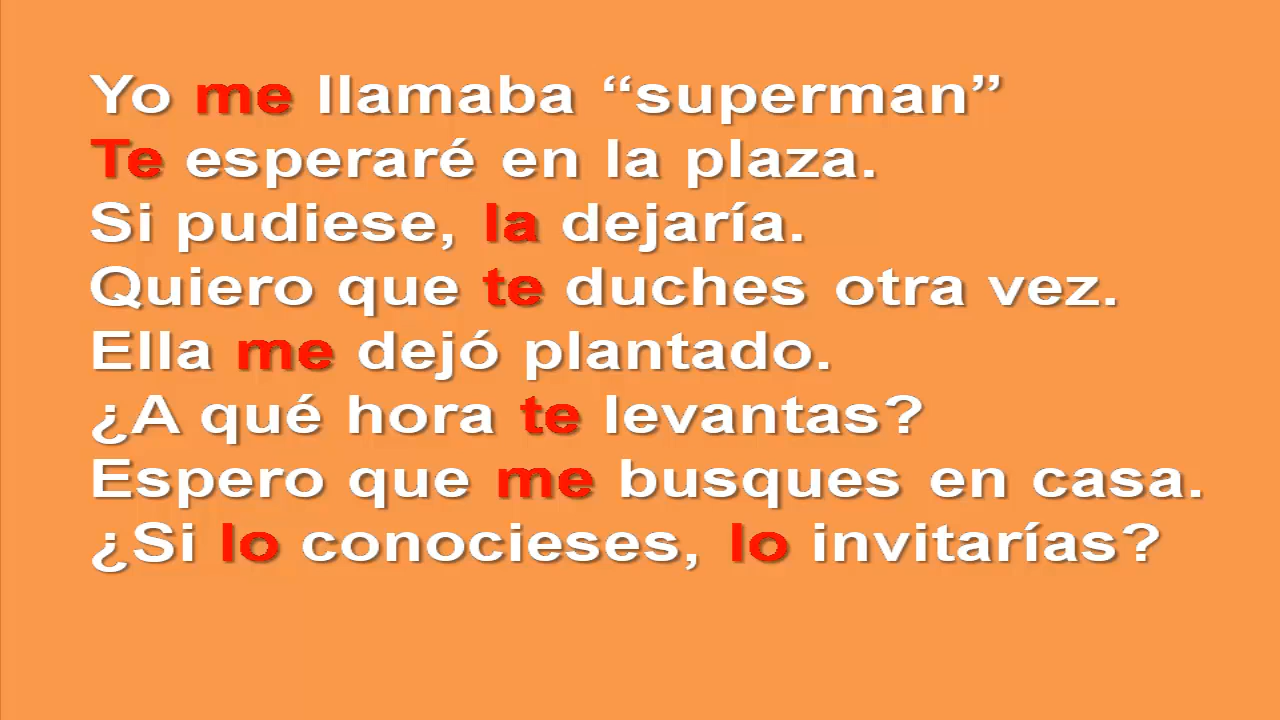 Yo me llamaba “superman”
Te esperaré en la plaza.
Si pudiese, la dejaría.
Quiero que te duches otra vez.
Ella me dejó plantado.
¿A qué hora te levantas?
Espero que me busques en casa.
¿Si lo conocieses, lo invitarías?